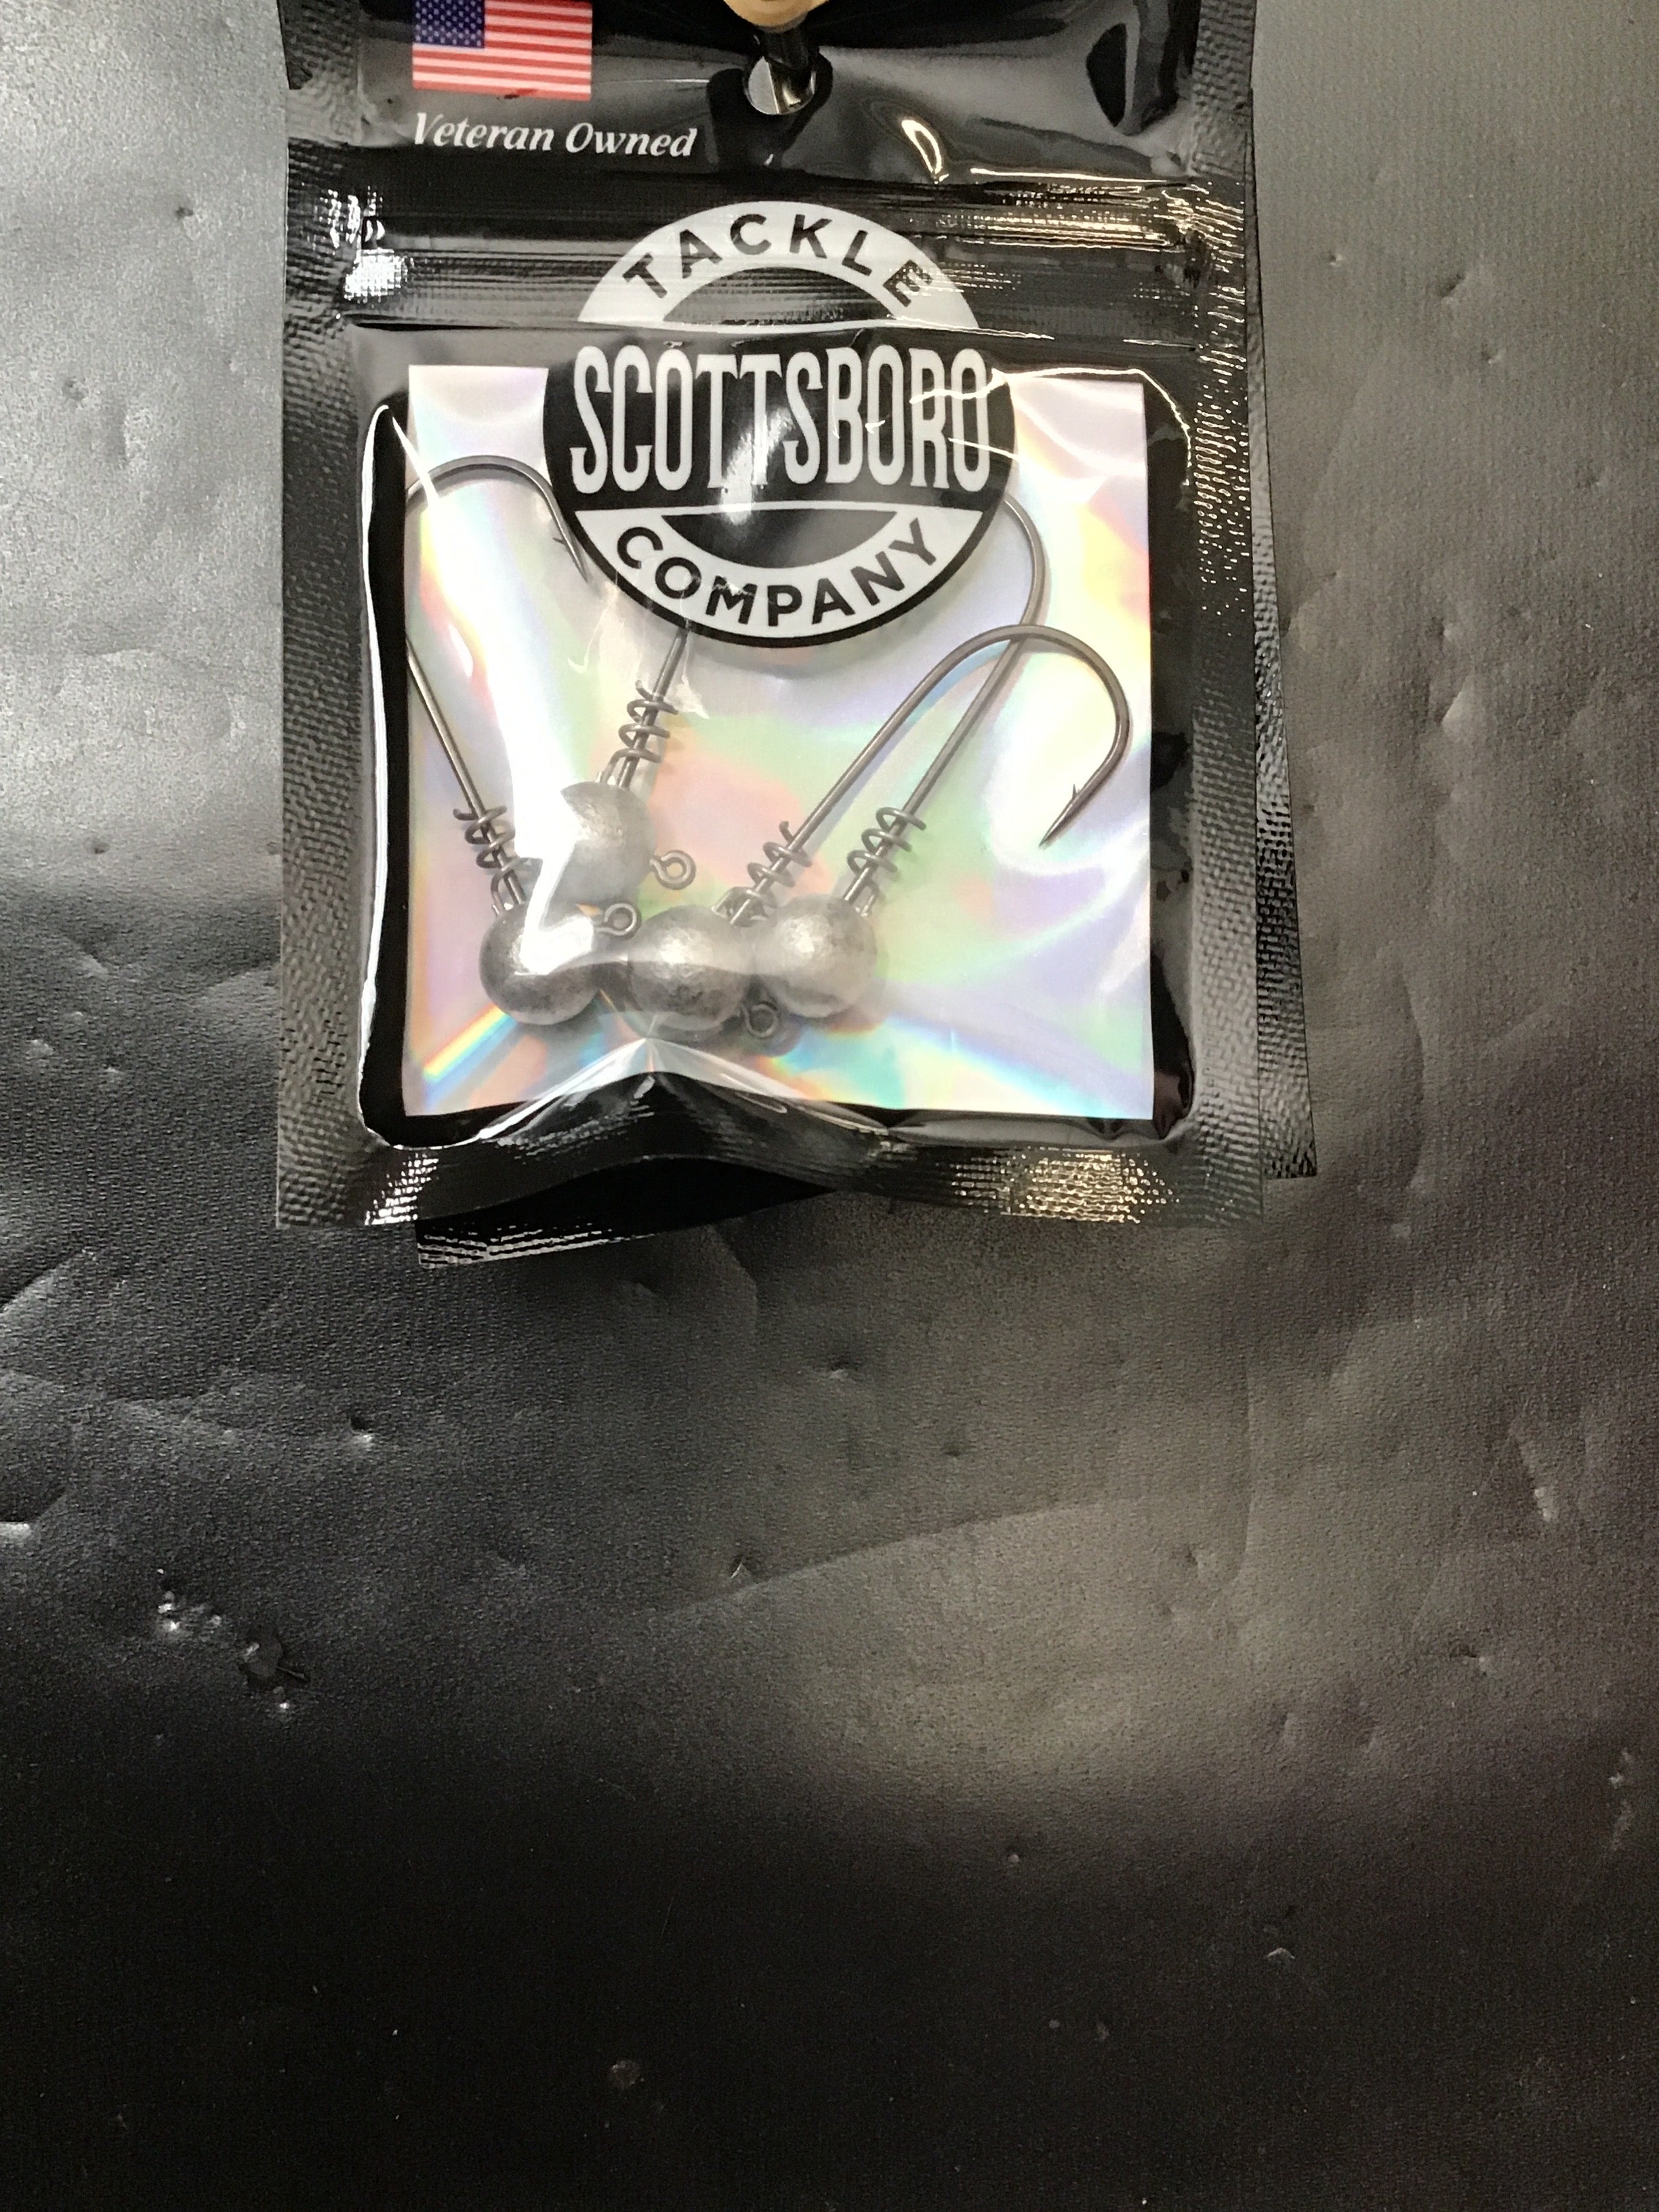 Veteran Owned
TACKLE
SCOTTSBORO
COMPANY